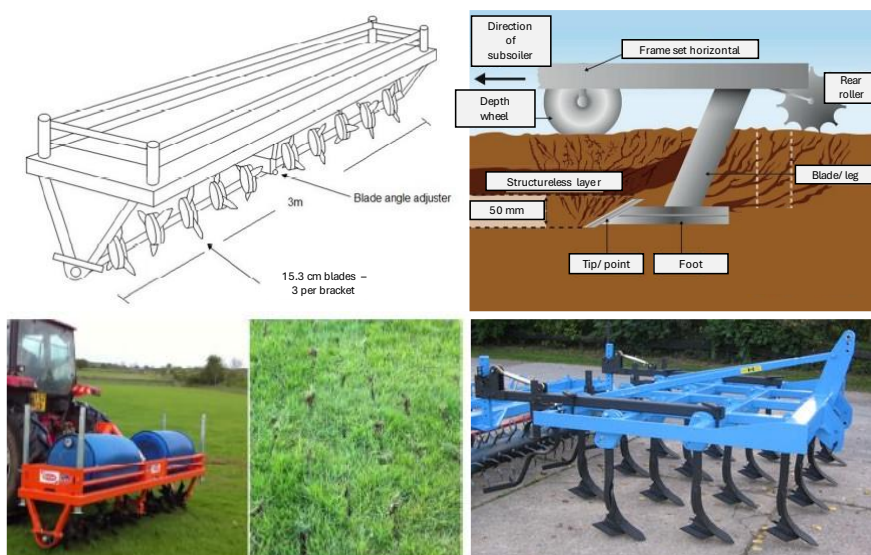 Blade angle adjuster
3m
15.3 cm blades –
3 per bracket
Direction
of
subsoiler
Frame set horizontal
Rear
roller
Depth
wheel
Structureless layer
Blade/ leg
50 mm
Tip/ point
Foot